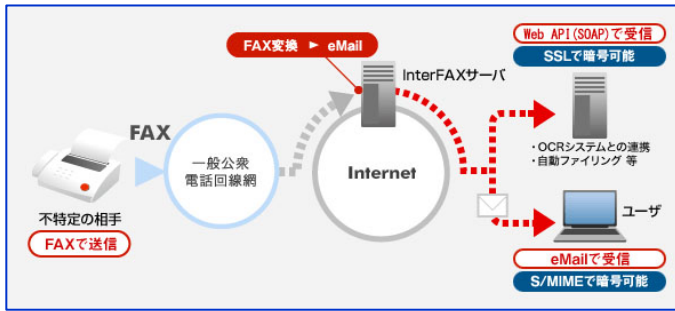 FAX変換 ► eMail
Web API(SOAP)で受信
SSLで暗号可能
InterFAXサーバ
FAX
一般公衆
電話回線網
Internet
・OCRシステムとの連携
・自動ファイリング 等
不特定の相手
FAXで送信
ユーザ
eMailで受信
S/MIMEで暗号可能